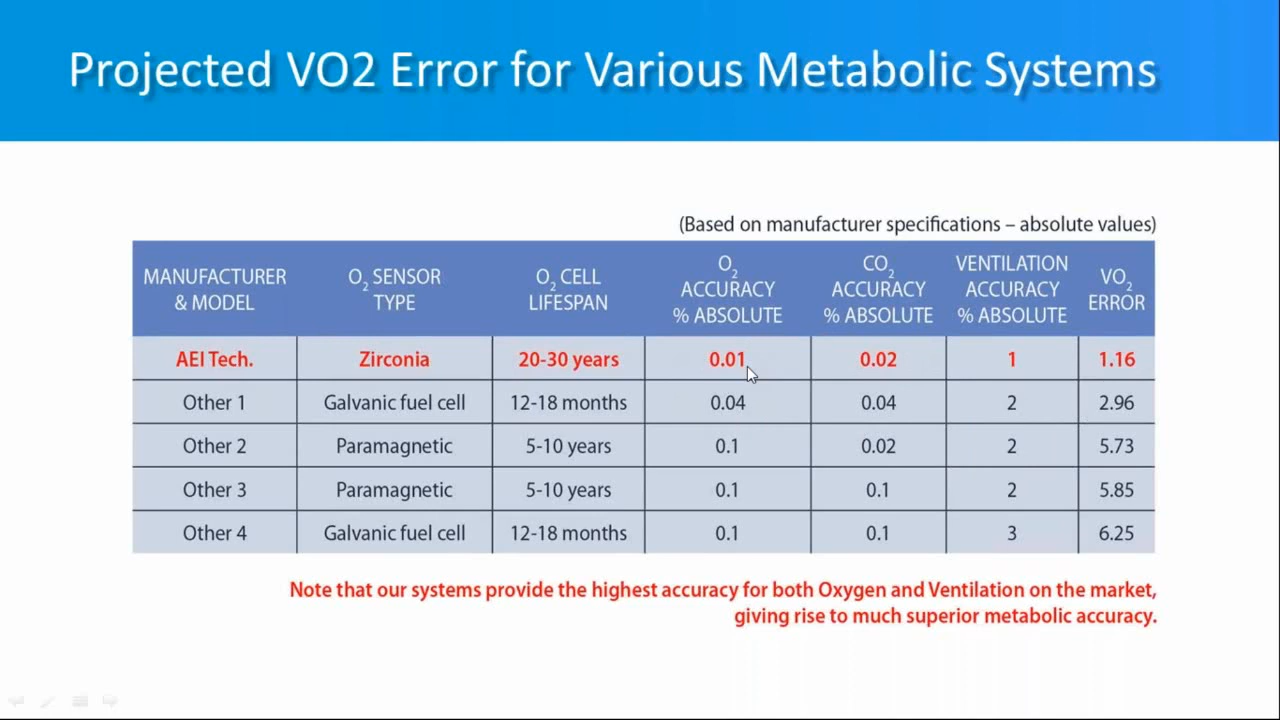 Projected VO2 Error for Various Metabolic Systems
(Based on manufacturer specifications – absolute values)
MANUFACTURER & MODEL O2 SENSOR TYPE O2 CELL LIFESPAN O2 ACCURACY % ABSOLUTE CO2 ACCURACY % ABSOLUTE VENTILATION ACCURACY % ABSOLUTE VO2 ERROR
AEI Tech. Zirconia 20-30 years 0.01 0.02 1 1.16
Other 1 Galvanic fuel cell 12-18 months 0.04 0.04 2 2.96
Other 2 Paramagnetic 5-10 years 0.1 0.02 2 5.73
Other 3 Paramagnetic 5-10 years 0.1 0.1 2 5.85
Other 4 Galvanic fuel cell 12-18 months 0.1 0.1 3 6.25
Note that our systems provide the highest accuracy for both Oxygen and Ventilation on the market,
giving rise to much superior metabolic accuracy.